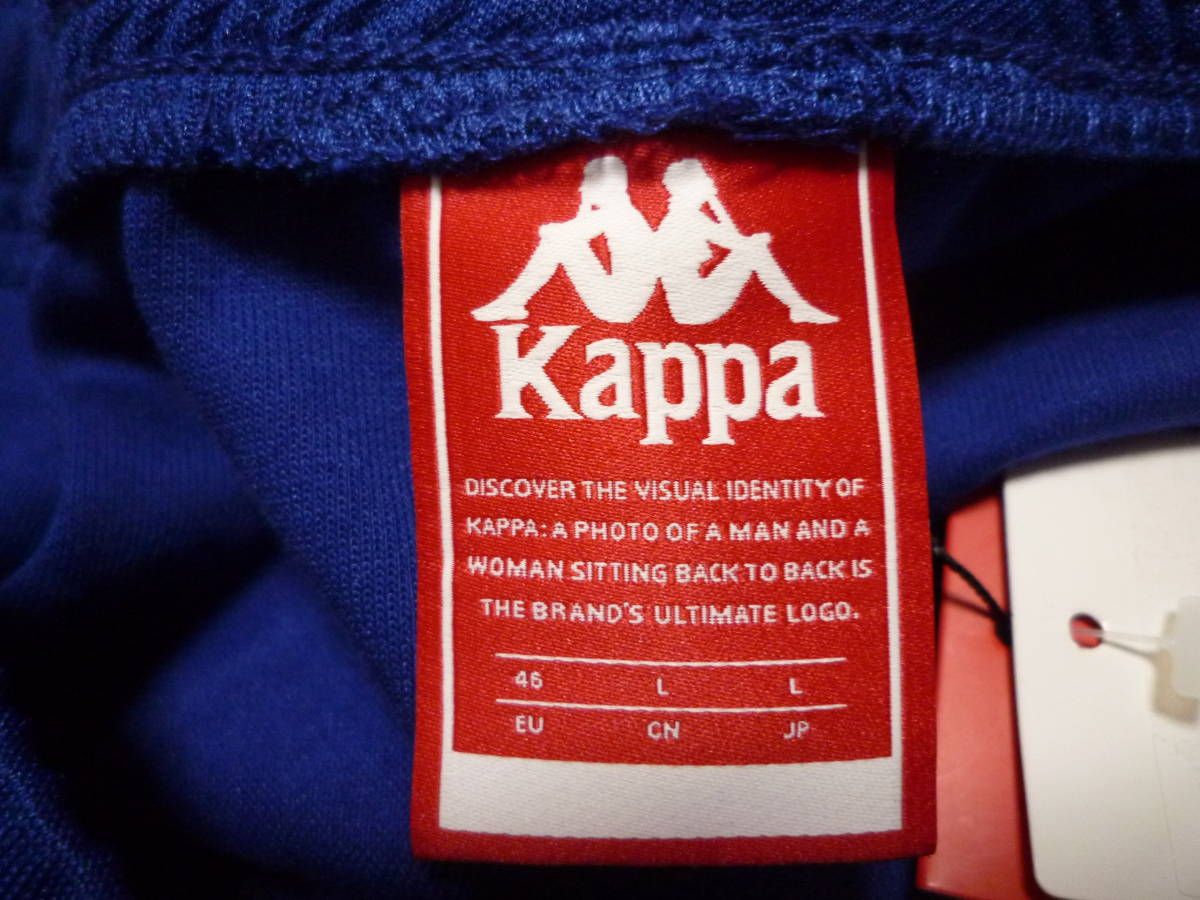 Kappa
DISCOVER THE VISUAL IDENTITY OF
KAPPA: A PHOTO OF A MAN AND A
WOMAN SITTING BACK TO BACK IS
THE BRAND'S ULTIMATE LOGO.
46 L L
EU CN JP